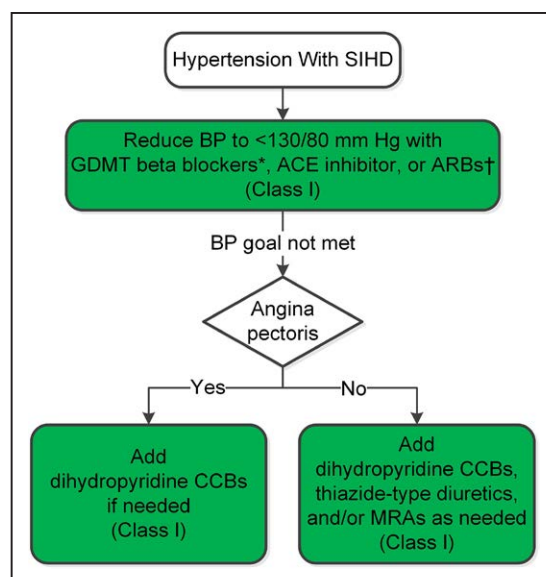 Hypertension With SIHD
Reduce BP to <130/80 mm Hg with
GDMT beta blockers*, ACE inhibitor, or ARBs†
(Class I)
BP goal not met
Angina
pectoris
Yes
No
Add
dihydropyridine CCBs
if needed
(Class I)
Add
dihydropyridine CCBs,
thiazide-type diuretics,
and/or MRAs as needed
(Class I)